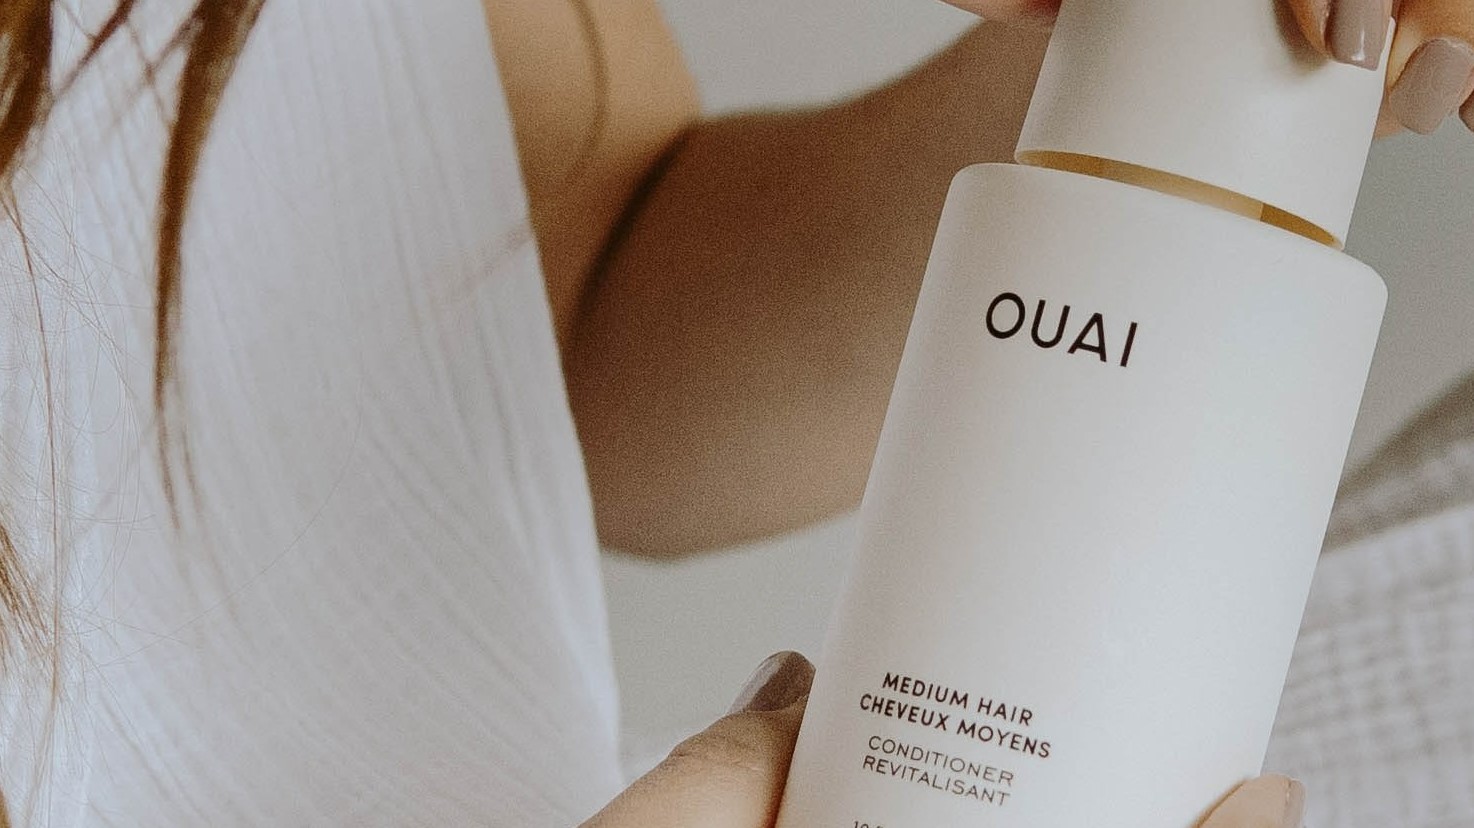 OUAI
MEDIUM HAIR
CHEVEUX MOYENS
CONDITIONER
REVITALISANT